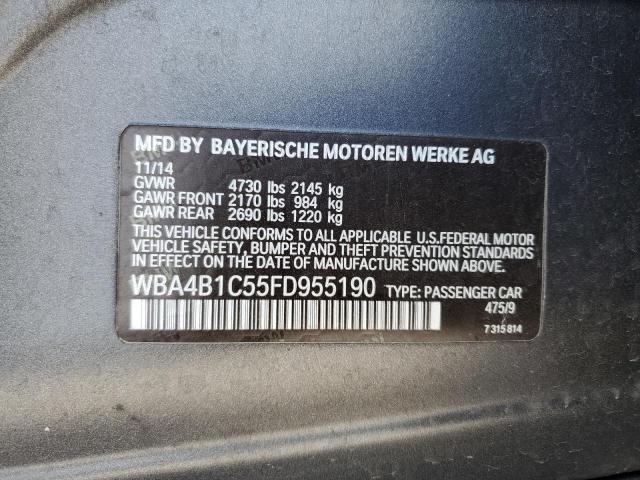 MFD BY BAYERISCHE MOTOREN WERKE AG
11/14
GVWR 4730 lbs 2145 kg
GAWR FRONT 2170 lbs 984 kg
GAWR REAR 2690 lbs 1220 kg
THIS VEHICLE CONFORMS TO ALL APPLICABLE U.S.FEDERAL MOTOR
VEHICLE SAFETY, BUMPER AND THEFT PREVENTION STANDARDS
IN EFFECT ON THE DATE OF MANUFACTURE SHOWN ABOVE.
WBA4B1C55FD955190 TYPE: PASSENGER CAR
475/9
7 315 814